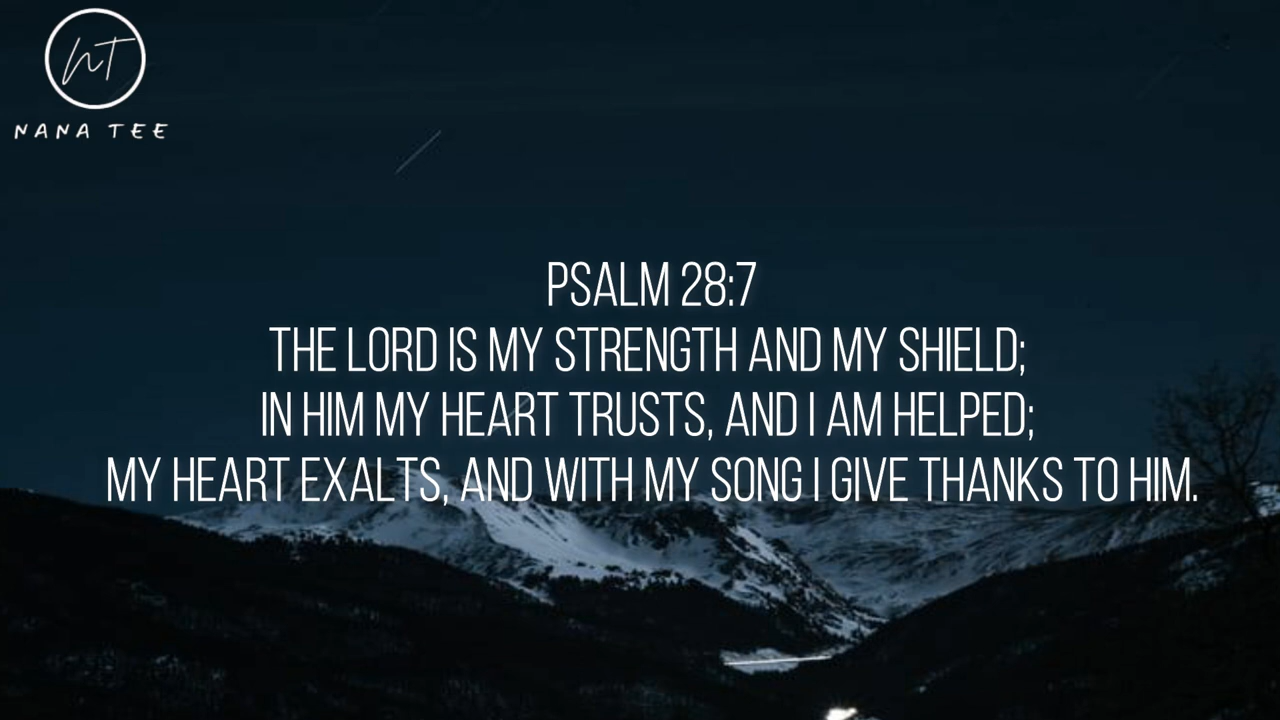 NT
NANA TEE
PSALM 28:7
THE LORD IS MY STRENGTH AND MY SHIELD;
IN HIM MY HEART TRUSTS, AND I AM HELPED;
MY HEART EXALTS, AND WITH MY SONG I GIVE THANKS TO HIM.